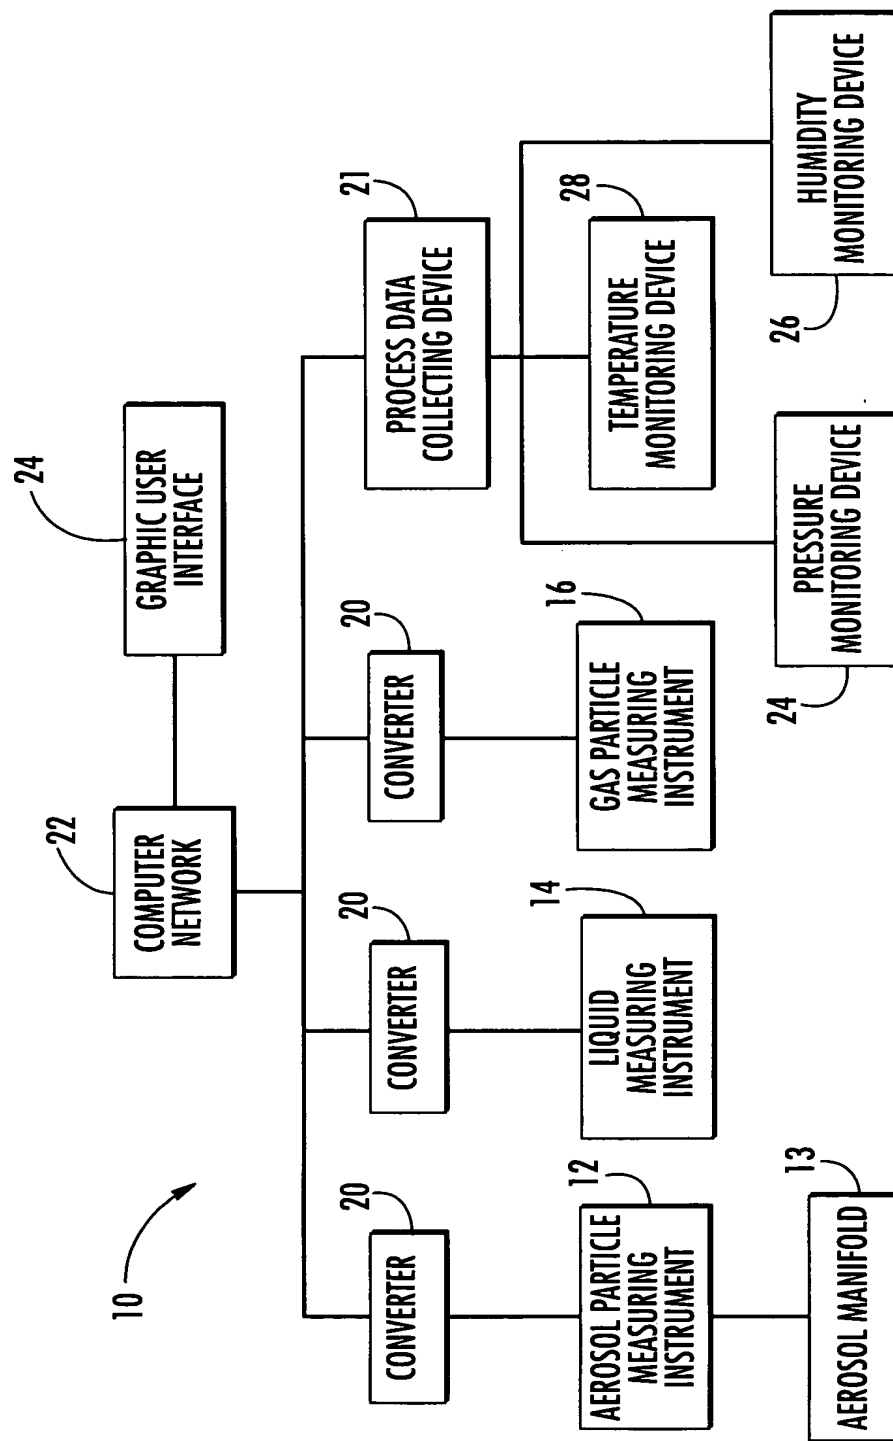 10
22
COMPUTER
NETWORK
24
GRAPHIC USER
INTERFACE
20
CONVERTER
20
CONVERTER
20
CONVERTER
21
PROCESS DATA
COLLECTING DEVICE
12
AEROSOL PARTICLE
MEASURING
INSTRUMENT
14
LIQUID
MEASURING
INSTRUMENT
16
GAS PARTICLE
MEASURING
INSTRUMENT
28
TEMPERATURE
MONITORING DEVICE
13
AEROSOL MANIFOLD
24
PRESSURE
MONITORING DEVICE
26
HUMIDITY
MONITORING DEVICE